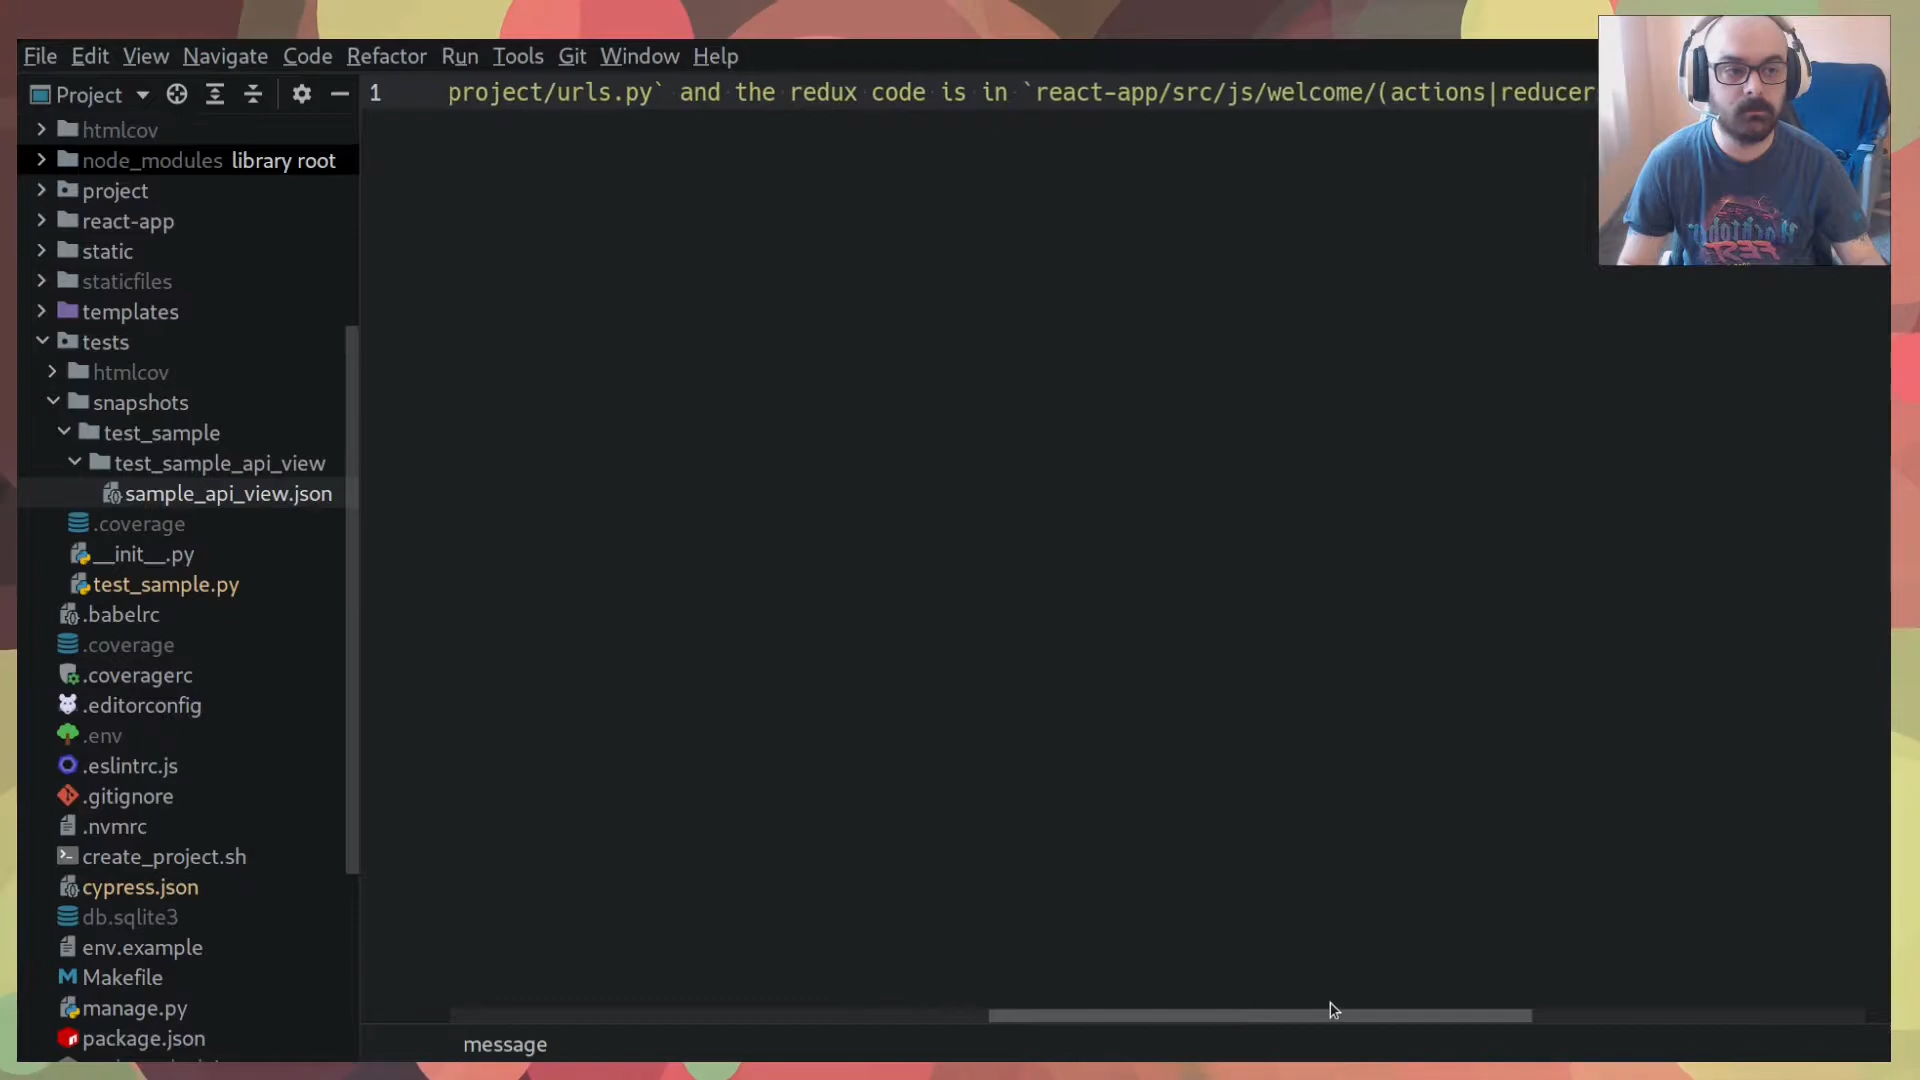 File Edit View Navigate Code Refactor Run Tools Git Window Help
Project
1 project/urls.py` and the redux code is in `react-app/src/js/welcome/(actions|reducer
htmlcov
node_modules library root
project
react-app
static
staticfiles
templates
tests
htmlcov
snapshots
test_sample
test_sample_api_view
sample_api_view.json
.coverage
__init__.py
test_sample.py
.babelrc
.coverage
.coveragerc
.editorconfig
.env
.eslintrc.js
.gitignore
.nvmrc
create_project.sh
cypress.json
db.sqlite3
env.example
Makefile
manage.py
package.json
message